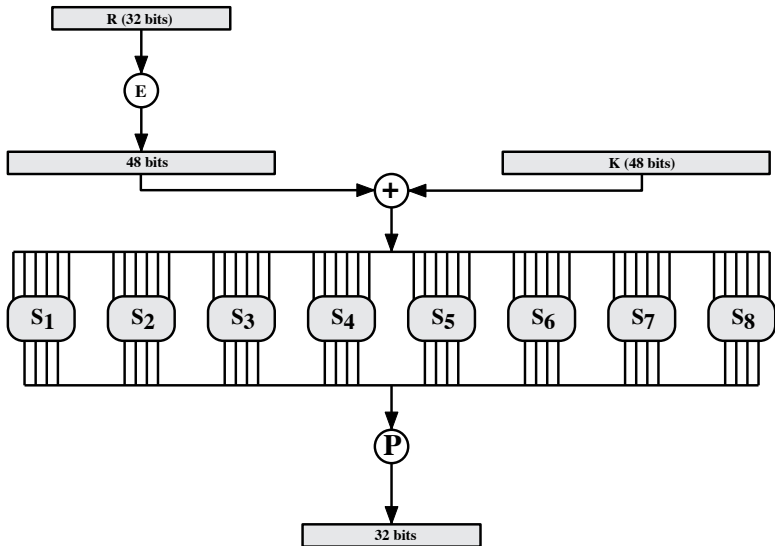 R (32 bits)
E
48 bits
K (48 bits)
+
S1 S2 S3 S4 S5 S6 S7 S8
P
32 bits